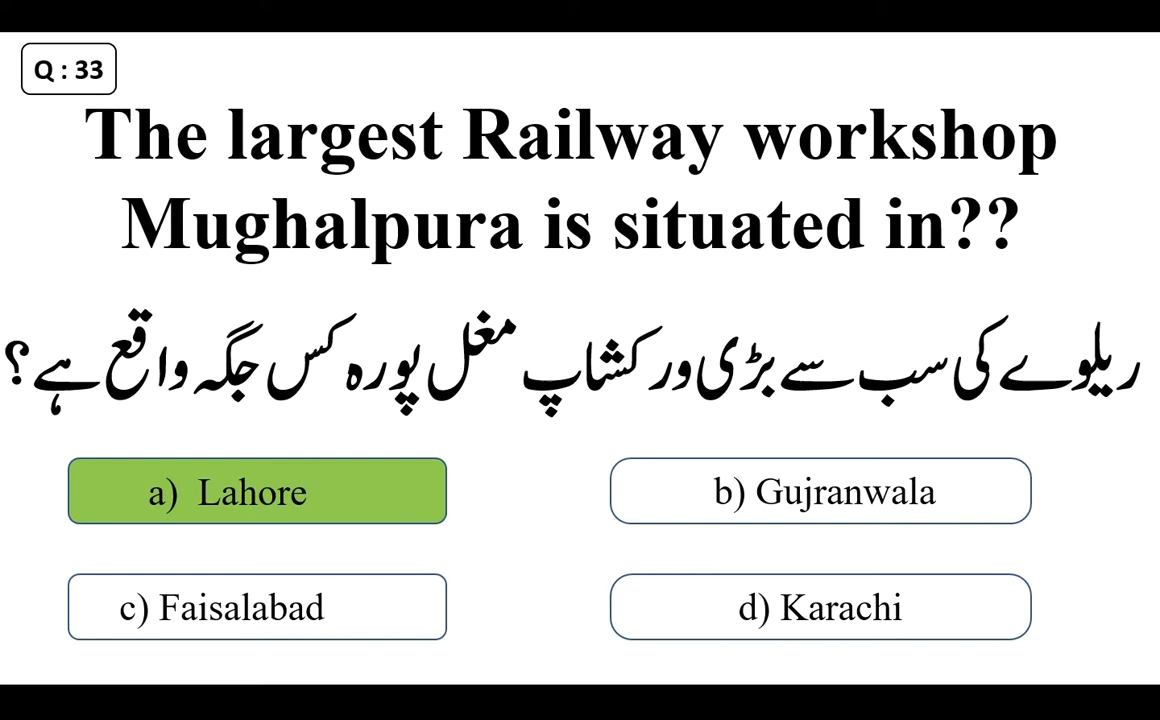 Q : 33
The largest Railway workshop
Mughalpura is situated in??
ریلوے کی سب سے بڑی ورکشاپ مغل پورہ کس جگہ واقع ہے؟
a) Lahore
b) Gujranwala
c) Faisalabad
d) Karachi